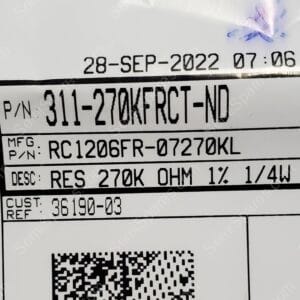 28-SEP-2022 07:06
P/N: 311-270KFRCT-ND
MFG. P/N: RC1206FR-07270KL
DESC: RES 270K OHM 1% 1/4W
CUST. REF: 36190-03